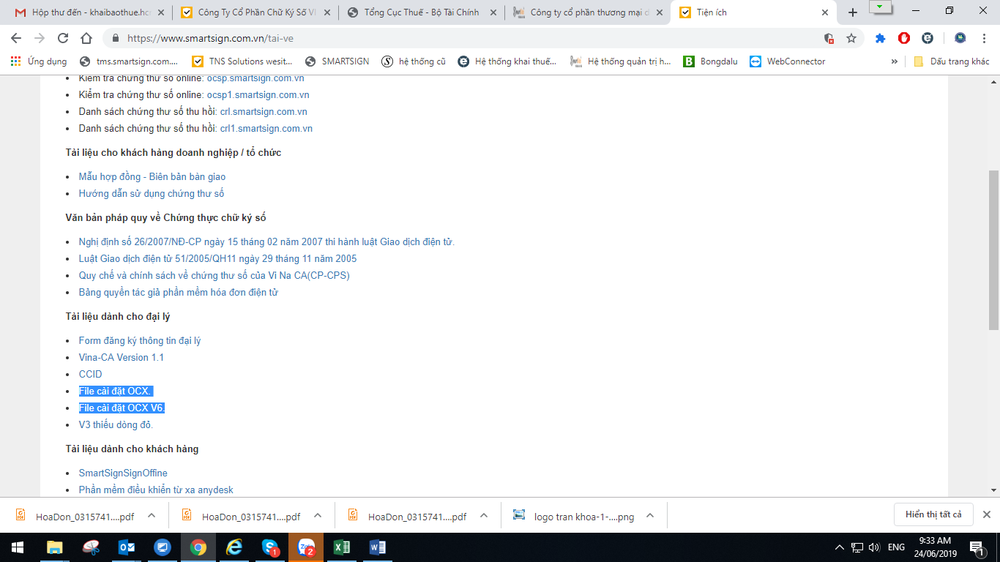 Hộp thư đến - khaibaothue.hc
Công Ty Cổ Phần Chữ Ký Số VI
Tổng Cục Thuế - Bộ Tài Chính
Công ty cổ phần thương mại d
Tiện ích
https://www.smartsign.com.vn/tai-ve
Ứng dụng
tms.smartsign.com....
TNS Solutions wesit...
SMARTSIGN
hệ thống cũ
Hệ thống khai thuế...
Hệ thống quản trị h...
Bongdalu
WebConnector
»
Dấu trang khác
Kiểm tra chứng thư số online: ocsp.smartsign.com.vn
Kiểm tra chứng thư số online: ocsp1.smartsign.com.vn
Danh sách chứng thư số thu hồi: crl.smartsign.com.vn
Danh sách chứng thư số thu hồi: crl1.smartsign.com.vn
Tài liệu cho khách hàng doanh nghiệp / tổ chức
Mẫu hợp đồng - Biên bản bàn giao
Hướng dẫn sử dụng chứng thư số
Văn bản pháp quy về Chứng thực chữ ký số
Nghị định số 26/2007/NĐ-CP ngày 15 tháng 02 năm 2007 thi hành luật Giao dịch điện tử.
Luật Giao dịch điện tử 51/2005/QH11 ngày 29 tháng 11 năm 2005
Quy chế và chính sách về chứng thư số của Vi Na CA(CP-CPS)
Bảng quyền tác giả phần mềm hóa đơn điện tử
Tài liệu dành cho đại lý
Form đăng ký thông tin đại lý
Vina-CA Version 1.1
CCID
File cài đặt OCX.
File cài đặt OCX V6.
V3 thiếu dòng đỏ.
Tài liệu dành cho khách hàng
SmartSignSignOffine
Phần mềm điều khiển từ xa anydesk
HoaDon_0315741....pdf
HoaDon_0315741....pdf
HoaDon_0315741....pdf
logo tran khoa-1-....png
Hiển thị tất cả
1
Zalo
2
ENG
9:33 AM
24/06/2019
1